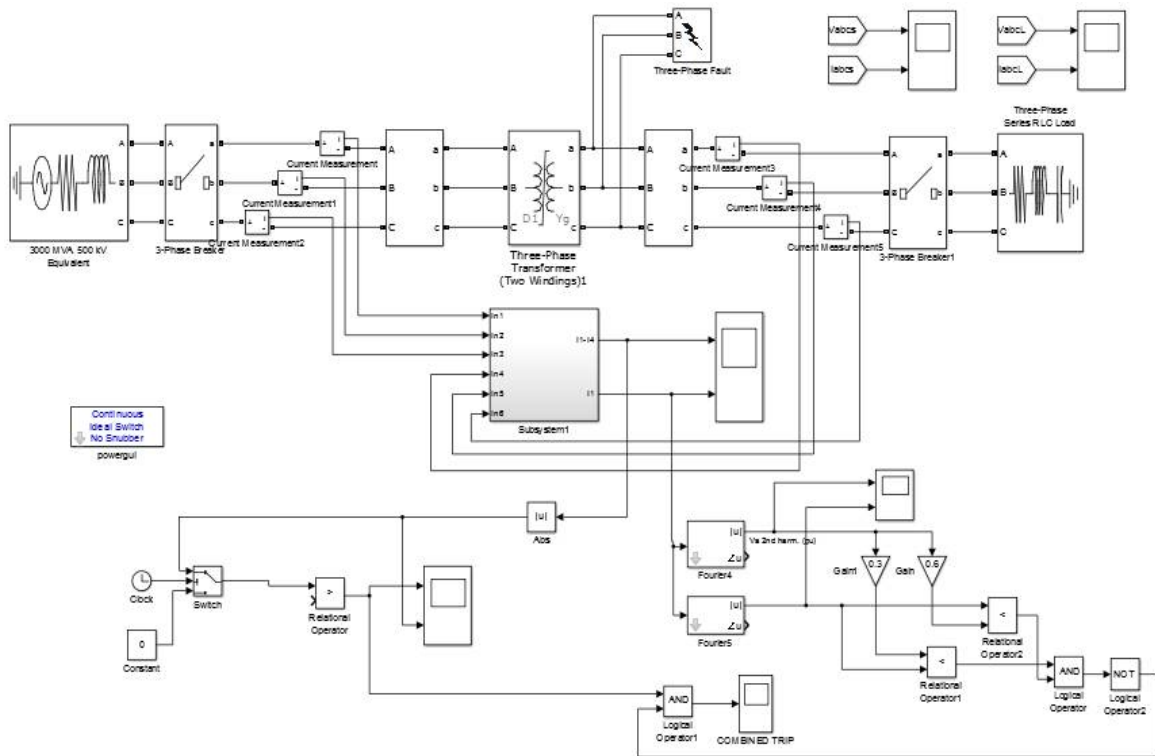 A
B
C
Three-Phase Fault
Vabcs
Iabcs
VabcL
IabcL
Three-Phase
Series RLC Load
A
B
C
3000 MVA 500 kV
Equivalent
A
B
C
a
b
c
3-Phase Breaker
Current Measurement
Current Measurement1
Current Measurement2
A
B
C
a
b
c
A
B
C
a
b
c
D1
Yg
Three-Phase
Transformer
(Two Windings)1
A
B
C
a
b
c
Current Measurement3
Current Measurement4
Current Measurement5
A
B
C
a
b
c
3-Phase Breaker1
A
B
C
In1
In2
In3
In4
In5
In6
I1-I4
I1
Subsystem1
Continuous
Ideal Switch
No Snubber
powergui
|u|
Abs
Clock
Switch
0
Constant
>
Relational
Operator
|u|
∠u
Va 2nd harm. (pu)
Fourier4
|u|
∠u
Fourier5
0.3
Gain1
0.6
Gain
<
Relational
Operator2
<
Relational
Operator1
AND
Logical
Operator
NOT
Logical
Operator2
AND
Logical
Operator1
COMBINED TRIP